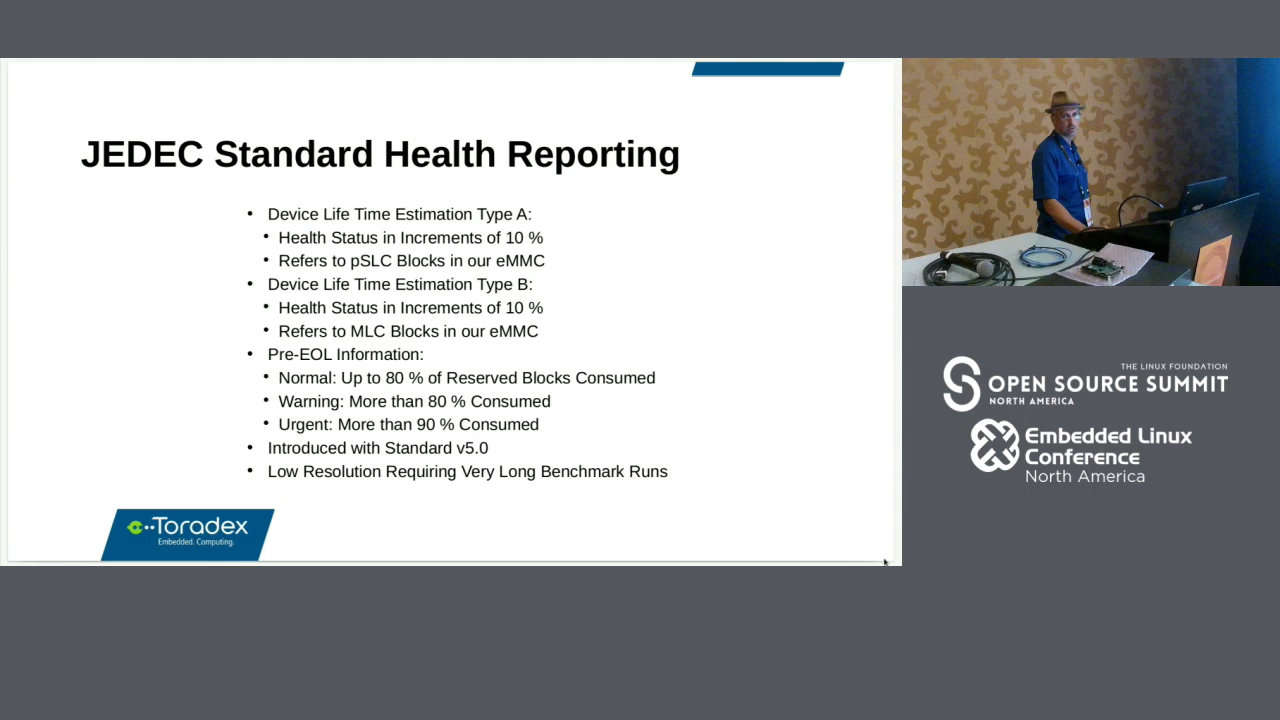 JEDEC Standard Health Reporting
• Device Life Time Estimation Type A:
• Health Status in Increments of 10 %
• Refers to pSLC Blocks in our eMMC
• Device Life Time Estimation Type B:
• Health Status in Increments of 10 %
• Refers to MLC Blocks in our eMMC
• Pre-EOL Information:
• Normal: Up to 80 % of Reserved Blocks Consumed
• Warning: More than 80 % Consumed
• Urgent: More than 90 % Consumed
• Introduced with Standard v5.0
• Low Resolution Requiring Very Long Benchmark Runs
Toradex
Embedded. Computing.
THE LINUX FOUNDATION
OPEN SOURCE SUMMIT
NORTH AMERICA
Embedded Linux
Conference
North America